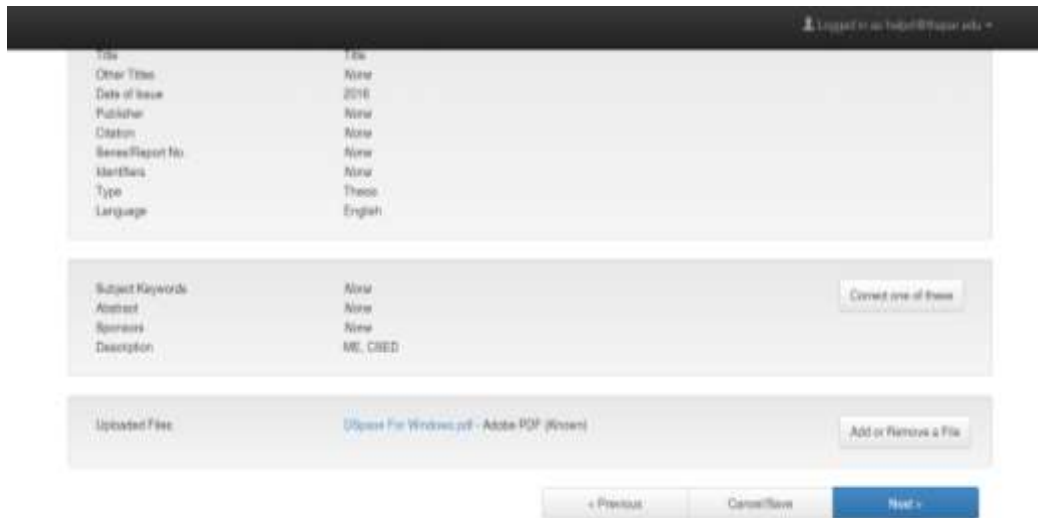 Logged in as
Title Title
Other Titles None
Date of Issue 2016
Publisher None
Citation None
Series/Report No. None
Identifiers None
Type Thesis
Language English
Subject Keywords None
Abstract None
Sponsors None
Description ME, CSED
Correct one of these
Uploaded Files DSpace For Windows.pdf - Adobe PDF (Known)
Add or Remove a File
< Previous Cancel/Save Next >